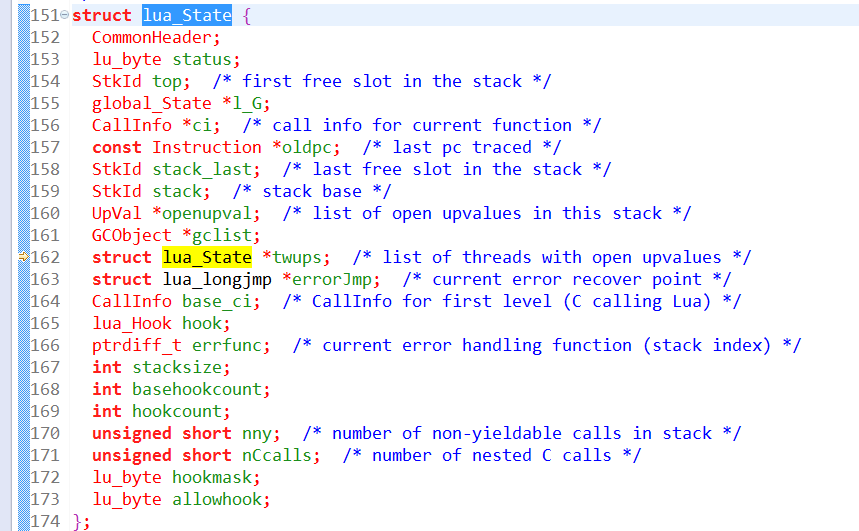 151 struct lua_State {
152 CommonHeader;
153 lu_byte status;
154 StkId top; /* first free slot in the stack */
155 global_State *l_G;
156 CallInfo *ci; /* call info for current function */
157 const Instruction *oldpc; /* last pc traced */
158 StkId stack_last; /* last free slot in the stack */
159 StkId stack; /* stack base */
160 UpVal *openupval; /* list of open upvalues in this stack */
161 GCObject *gclist;
162 struct lua_State *twups; /* list of threads with open upvalues */
163 struct lua_longjmp *errorJmp; /* current error recover point */
164 CallInfo base_ci; /* CallInfo for first level (C calling Lua) */
165 lua_Hook hook;
166 ptrdiff_t errfunc; /* current error handling function (stack index) */
167 int stacksize;
168 int basehookcount;
169 int hookcount;
170 unsigned short nny; /* number of non-yieldable calls in stack */
171 unsigned short nCcalls; /* number of nested C calls */
172 lu_byte hookmask;
173 lu_byte allowhook;
174 };